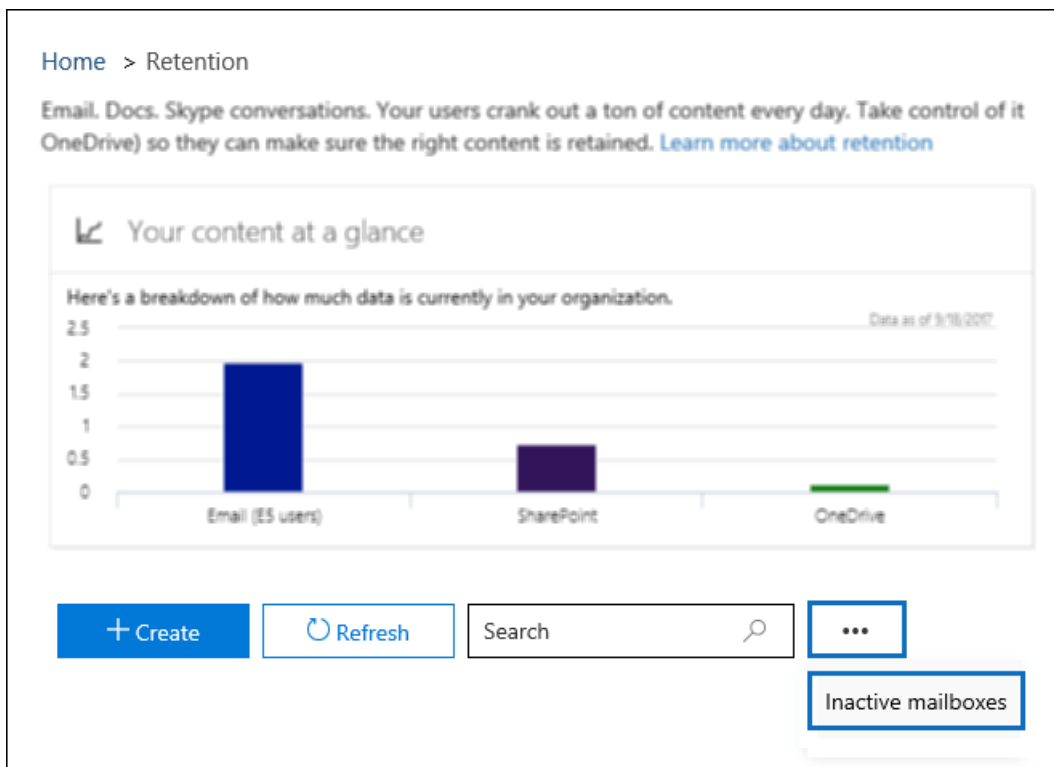 Home > Retention
Email. Docs. Skype conversations. Your users crank out a ton of content every day. Take control of it
OneDrive) so they can make sure the right content is retained. Learn more about retention
Your content at a glance
Here's a breakdown of how much data is currently in your organization.
Data as of 9/18/2017
2.5
2
1.5
1
0.5
0
Email (E5 users) SharePoint OneDrive
+ Create Refresh Search •••
Inactive mailboxes